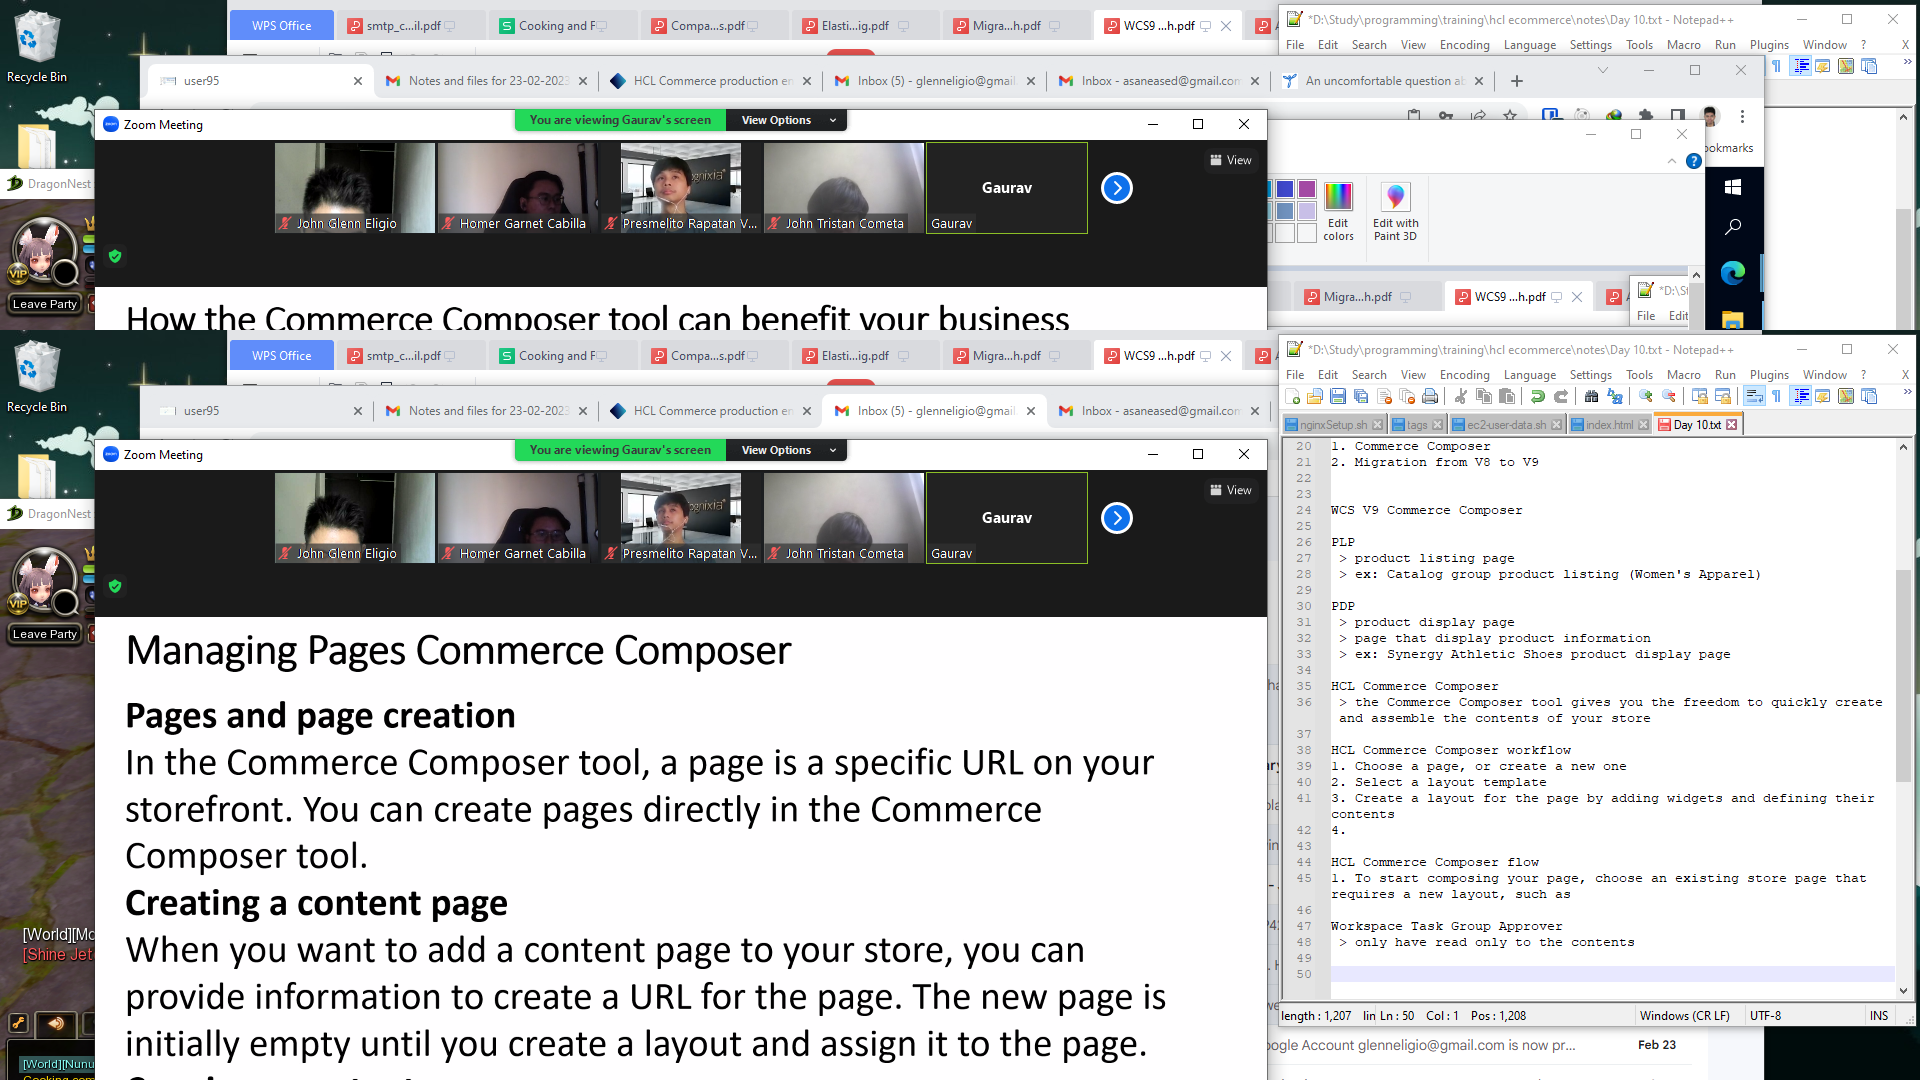 Recycle Bin
DragonNest
VIP
Leave Party
WPS Office
smtp_c...il.pdf
Cooking and F
Compa...s.pdf
Elasti...ig.pdf
Migra...h.pdf
WCS9 ...h.pdf
*D:\Study\programming\training\hcl ecommerce\notes\Day 10.txt - Notepad++
File Edit Search View Encoding Language Settings Tools Macro Run Plugins Window ? X
user95
Notes and files for 23-02-2023
HCL Commerce production en
Inbox (5) - glenneligio@gmail.
Inbox - asaneased@gmail.com
An uncomfortable question ab
ookmarks
Zoom Meeting
You are viewing Gaurav's screen
View Options
View
John Glenn Eligio
Homer Garnet Cabilla
Presmelito Rapatan V...
John Tristan Cometa
Gaurav
Gaurav
Edit colors
Edit with Paint 3D
Migra...h.pdf
WCS9 ...h.pdf
*D:\St
File Edit
How the Commerce Composer tool can benefit your business
Recycle Bin
DragonNest
VIP
Leave Party
WPS Office
smtp_c...il.pdf
Cooking and F
Compa...s.pdf
Elasti...ig.pdf
Migra...h.pdf
WCS9 ...h.pdf
user95
Notes and files for 23-02-2023
HCL Commerce production en
Inbox (5) - glenneligio@gmail.
Inbox - asaneased@gmail.com
Zoom Meeting
You are viewing Gaurav's screen
View Options
View
John Glenn Eligio
Homer Garnet Cabilla
Presmelito Rapatan V...
John Tristan Cometa
Gaurav
Gaurav
Managing Pages Commerce Composer
Pages and page creation
In the Commerce Composer tool, a page is a specific URL on your
storefront. You can create pages directly in the Commerce
Composer tool.
Creating a content page
When you want to add a content page to your store, you can
provide information to create a URL for the page. The new page is
initially empty until you create a layout and assign it to the page.
*D:\Study\programming\training\hcl ecommerce\notes\Day 10.txt - Notepad++
File Edit Search View Encoding Language Settings Tools Macro Run Plugins Window ? X
nginxSetup.sh tags ec2-user-data.sh index.html Day 10.txt
20 1. Commerce Composer
21 2. Migration from V8 to V9
22
23
24 WCS V9 Commerce Composer
25
26 PLP
27 > product listing page
28 > ex: Catalog group product listing (Women's Apparel)
29
30 PDP
31 > product display page
32 > page that display product information
33 > ex: Synergy Athletic Shoes product display page
34
35 HCL Commerce Composer
36 > the Commerce Composer tool gives you the freedom to quickly create
and assemble the contents of your store
37
38 HCL Commerce Composer workflow
39 1. Choose a page, or create a new one
40 2. Select a layout template
41 3. Create a layout for the page by adding widgets and defining their
contents
42 4.
43
44 HCL Commerce Composer flow
45 1. To start composing your page, choose an existing store page that
requires a new layout, such as
46
47 Workspace Task Group Approver
48 > only have read only to the contents
49
50
length : 1,207 lin Ln : 50 Col : 1 Pos : 1,208 Windows (CR LF) UTF-8 INS
oogle Account glenneligio@gmail.com is now pr... Feb 23
[World][Mc
[Shine Jet
[World][Nunu